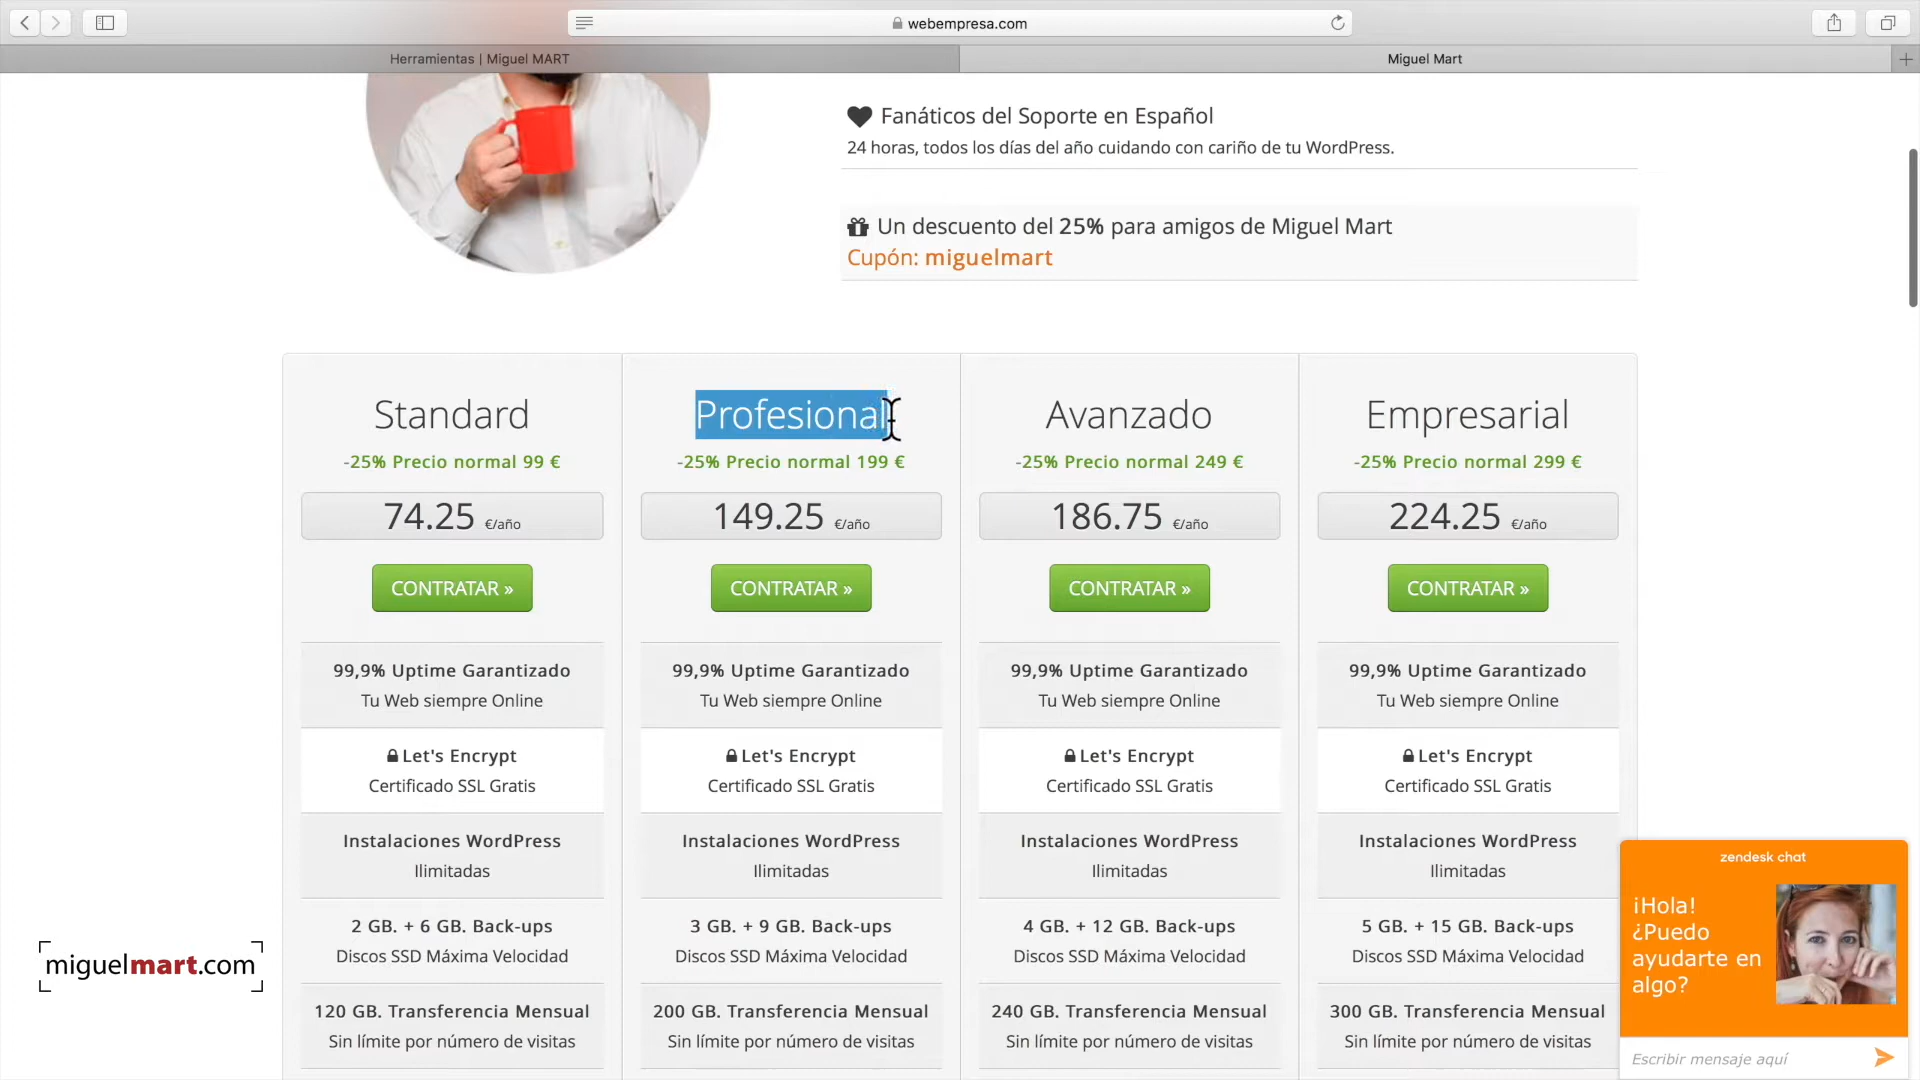 webempresa.com
Herramientas | Miguel MART
Miguel Mart
Fanáticos del Soporte en Español
24 horas, todos los días del año cuidando con cariño de tu WordPress.
Un descuento del 25% para amigos de Miguel Mart
Cupón: miguelmart
Standard
-25% Precio normal 99 €
74.25 €/año
CONTRATAR »
99,9% Uptime Garantizado
Tu Web siempre Online
Let's Encrypt
Certificado SSL Gratis
Instalaciones WordPress
Ilimitadas
2 GB. + 6 GB. Back-ups
Discos SSD Máxima Velocidad
120 GB. Transferencia Mensual
Sin límite por número de visitas
Profesional
-25% Precio normal 199 €
149.25 €/año
CONTRATAR »
99,9% Uptime Garantizado
Tu Web siempre Online
Let's Encrypt
Certificado SSL Gratis
Instalaciones WordPress
Ilimitadas
3 GB. + 9 GB. Back-ups
Discos SSD Máxima Velocidad
200 GB. Transferencia Mensual
Sin límite por número de visitas
Avanzado
-25% Precio normal 249 €
186.75 €/año
CONTRATAR »
99,9% Uptime Garantizado
Tu Web siempre Online
Let's Encrypt
Certificado SSL Gratis
Instalaciones WordPress
Ilimitadas
4 GB. + 12 GB. Back-ups
Discos SSD Máxima Velocidad
240 GB. Transferencia Mensual
Sin límite por número de visitas
Empresarial
-25% Precio normal 299 €
224.25 €/año
CONTRATAR »
99,9% Uptime Garantizado
Tu Web siempre Online
Let's Encrypt
Certificado SSL Gratis
Instalaciones WordPress
Ilimitadas
5 GB. + 15 GB. Back-ups
Discos SSD Máxima Velocidad
300 GB. Transferencia Mensual
Sin límite por número de visitas
zendesk chat
¡Hola!
¿Puedo
ayudarte en
algo?
Escribir mensaje aquí
miguelmart.com